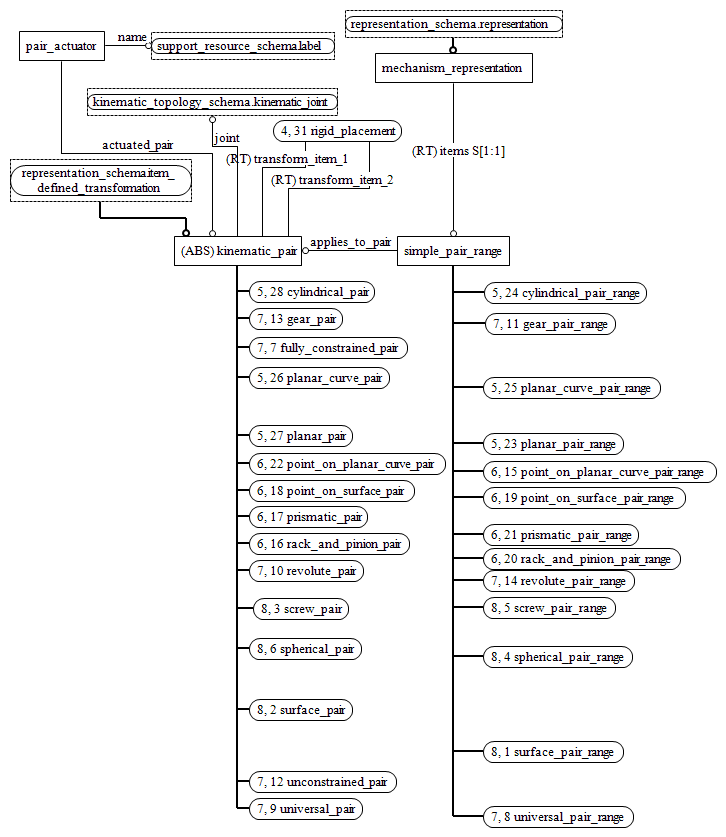 representation_schema.representation
pair_actuator
name
support_resource_schema.label
mechanism_representation
kinematic_topology_schema.kinematic_joint
4, 31 rigid_placement
joint
actuated_pair
(RT) items S[1:1]
(RT) transform_item_1
representation_schema.item_
defined_transformation
(RT) transform_item_2
applies_to_pair
(ABS) kinematic_pair
simple_pair_range
5, 28 cylindrical_pair
5, 24 cylindrical_pair_range
7, 13 gear_pair
7, 11 gear_pair_range
7, 7 fully_constrained_pair
5, 26 planar_curve_pair
5, 25 planar_curve_pair_range
5, 27 planar_pair
5, 23 planar_pair_range
6, 22 point_on_planar_curve_pair
6, 15 point_on_planar_curve_pair_range
6, 18 point_on_surface_pair
6, 19 point_on_surface_pair_range
6, 17 prismatic_pair
6, 21 prismatic_pair_range
6, 16 rack_and_pinion_pair
6, 20 rack_and_pinion_pair_range
7, 10 revolute_pair
7, 14 revolute_pair_range
8, 3 screw_pair
8, 5 screw_pair_range
8, 6 spherical_pair
8, 4 spherical_pair_range
8, 2 surface_pair
8, 1 surface_pair_range
7, 12 unconstrained_pair
7, 9 universal_pair
7, 8 universal_pair_range